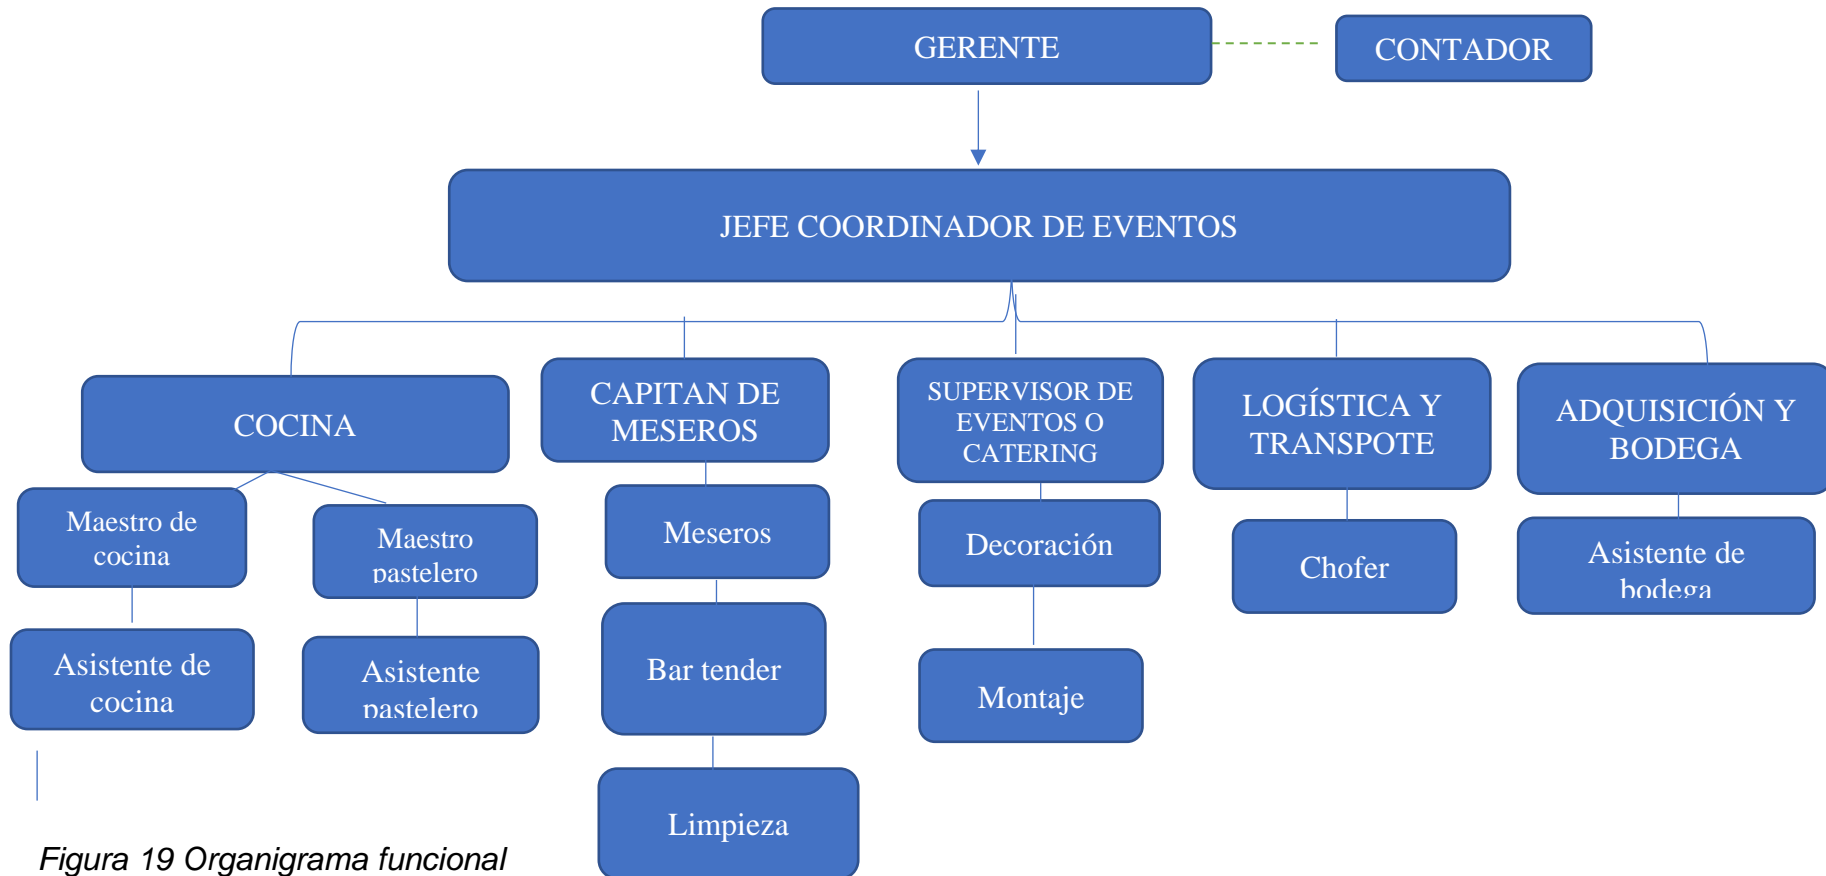 GERENTE
CONTADOR
JEFE COORDINADOR DE EVENTOS
COCINA
CAPITAN DE
MESEROS
SUPERVISOR DE
EVENTOS O
CATERING
LOGÍSTICA Y
TRANSPOTE
ADQUISICIÓN Y
BODEGA
Maestro de
cocina
Maestro
pastelero
Meseros
Decoración
Chofer
Asistente de
bodega
Asistente de
cocina
Asistente
pastelero
Bar tender
Montaje
Limpieza
Figura 19 Organigrama funcional